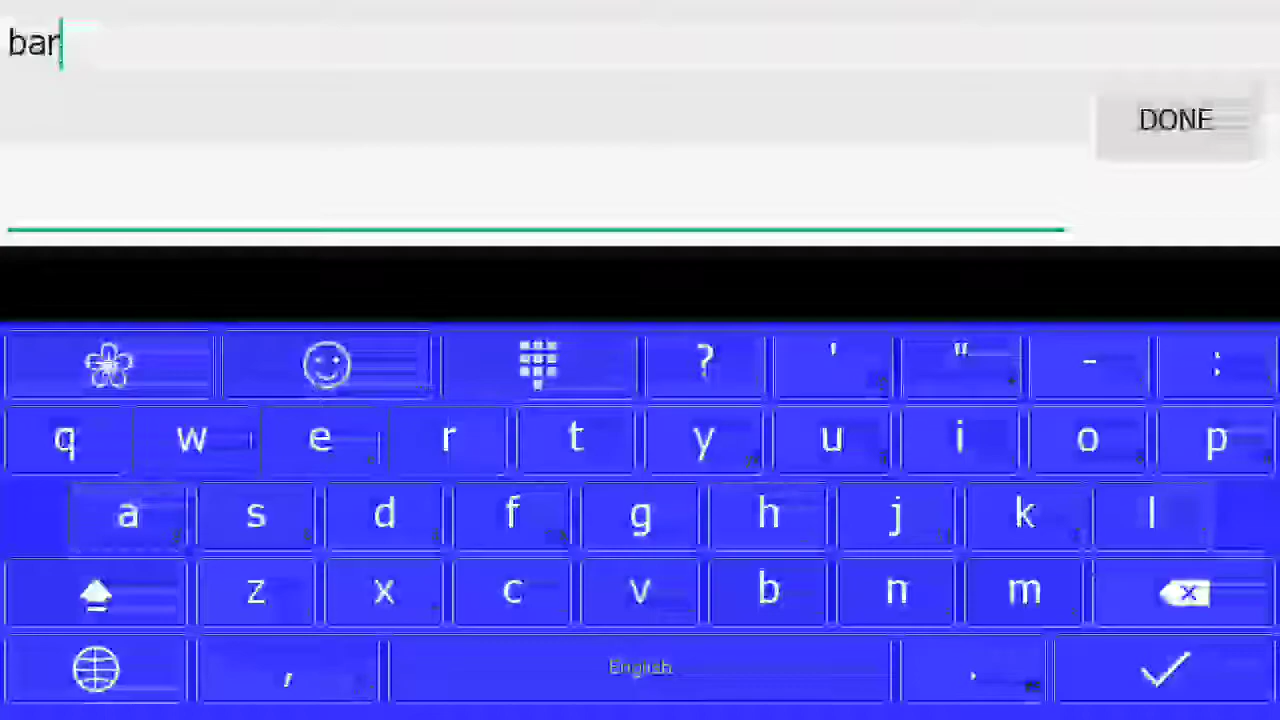 bar
DONE
? ' " - :
q w e r t y u i o p
a s d f g h j k l
z x c v b n m
, English .